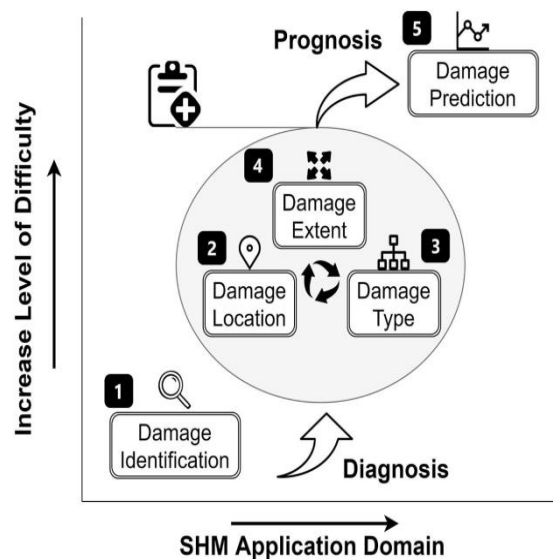 5
Prognosis
Damage
Prediction
4
Damage
Extent
2
3
Damage
Location
Damage
Type
1
Damage
Identification
Diagnosis
Increase Level of Difficulty
SHM Application Domain